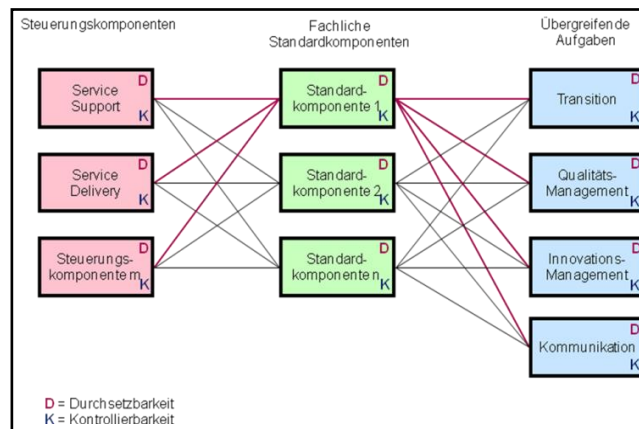 Steuerungskomponenten
Fachliche
Standardkomponenten
Übergreifende
Aufgaben
D
Service
Support
K
D
Service
Delivery
K
D
Steuerungs-
komponente m
K
D
Standard-
komponente 1
K
D
Standard-
komponente 2
K
D
Standard-
komponente n
K
D
Transition
K
D
Qualitäts-
Management
K
D
Innovations-
Management
K
D
Kommunikation
K
D = Durchsetzbarkeit
K = Kontrollierbarkeit